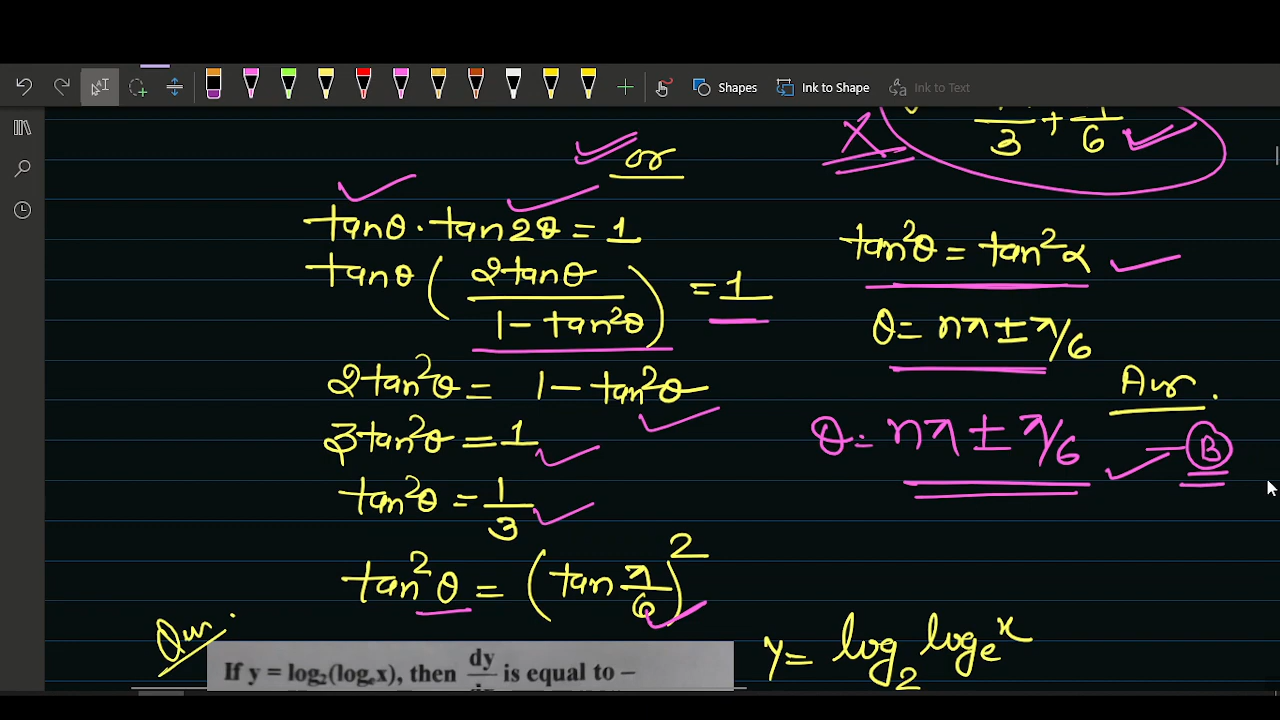 Shapes Ink to Shape Ink to Text
or
tanθ · tan2θ = 1
tanθ ( 2tanθ / 1 − tan²θ ) = 1
2tan²θ = 1 − tan²θ
3tan²θ = 1
tan²θ = 1/3
tan²θ = (tan π/6)²
3 + 6
X
tan²θ = tan²α
θ = nπ ± π/6
Ans.
θ = nπ ± π/6 – B
Que.
If y = log₂(logₑx), then dy is equal to –
y = log₂ logₑx